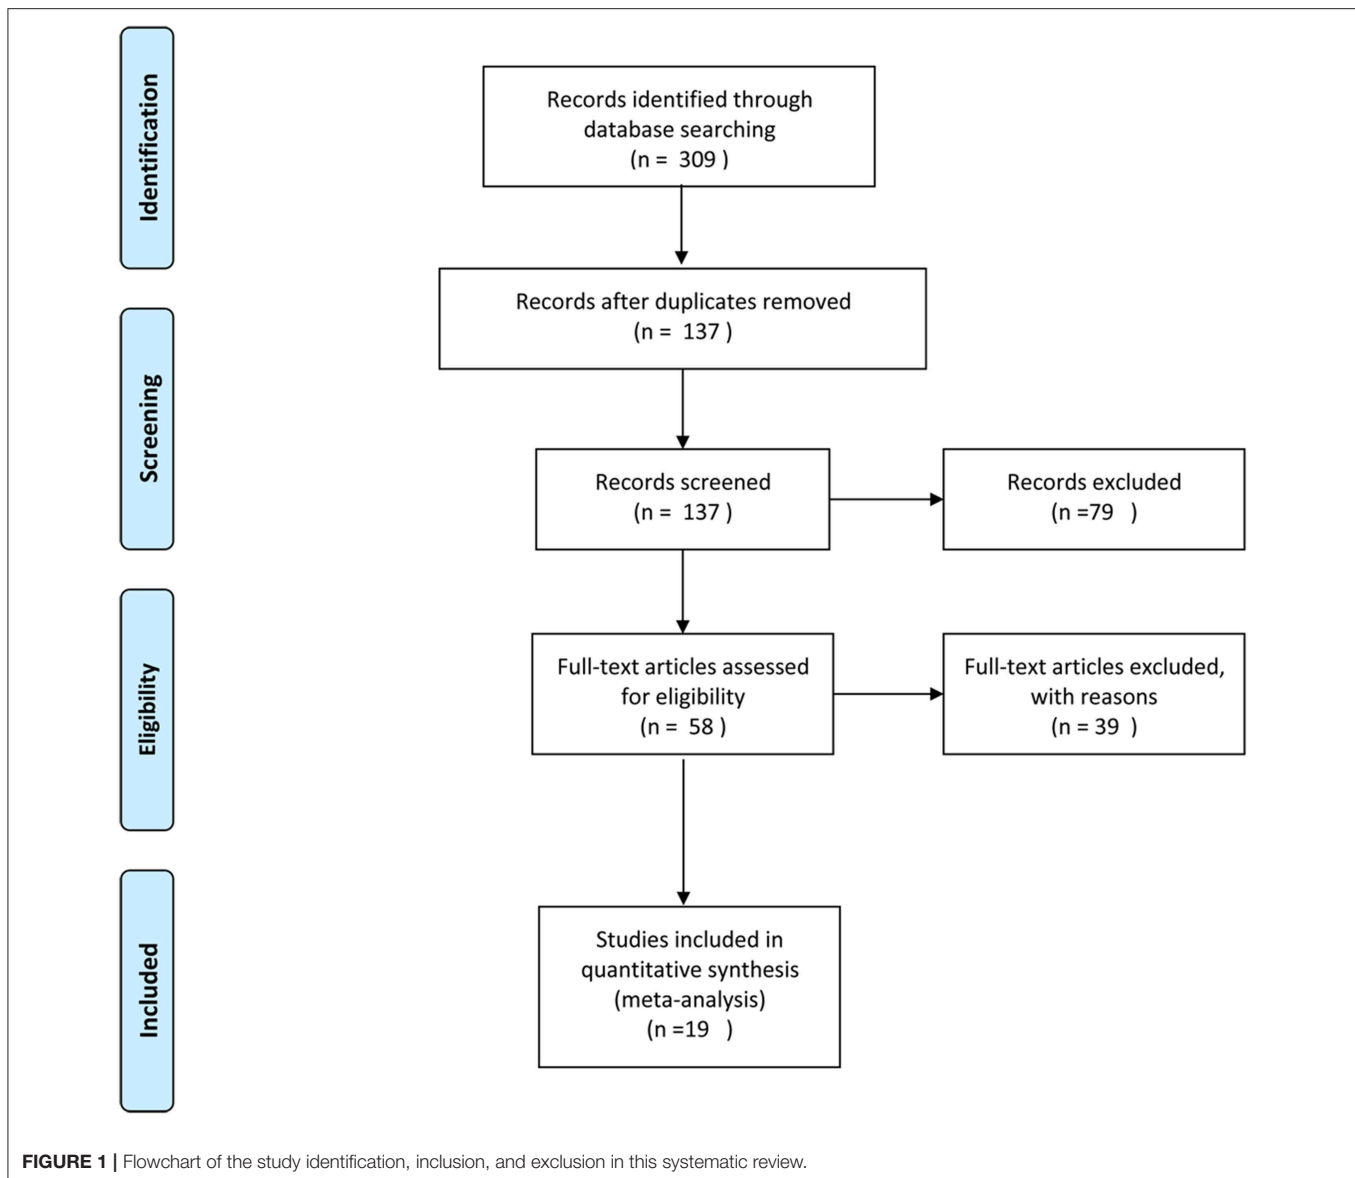 Identification
Records identified through
database searching
(n = 309 )
Records after duplicates removed
(n = 137 )
Screening
Records screened
(n = 137 )
Records excluded
(n =79 )
Eligibility
Full-text articles assessed
for eligibility
(n = 58 )
Full-text articles excluded,
with reasons
(n = 39 )
Included
Studies included in
quantitative synthesis
(meta-analysis)
(n =19 )
FIGURE 1 | Flowchart of the study identification, inclusion, and exclusion in this systematic review.